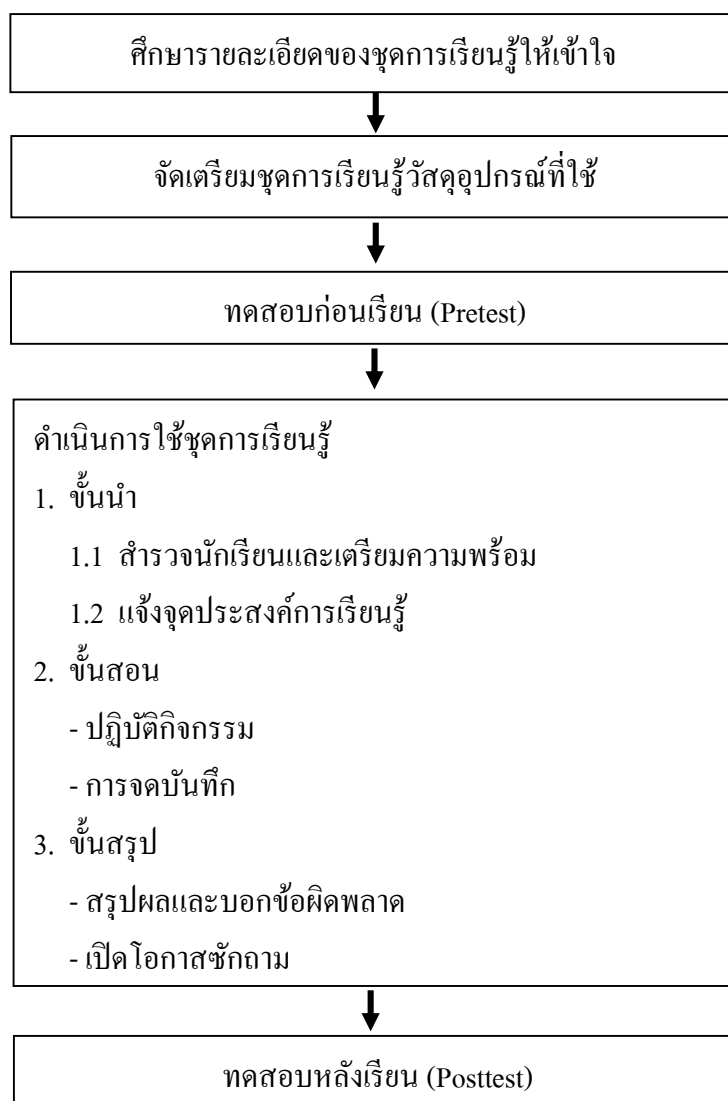 ศึกษารายละเอียดของชุดการเรียนรู้ให้เข้าใจ
จัดเตรียมชุดการเรียนรู้วัสดุอุปกรณ์ที่ใช้
ทดสอบก่อนเรียน (Pretest)
ดำเนินการใช้ชุดการเรียนรู้
1. ขั้นนำ
1.1 สำรวจนักเรียนและเตรียมความพร้อม
1.2 แจ้งจุดประสงค์การเรียนรู้
2. ขั้นสอน
- ปฏิบัติกิจกรรม
- การจดบันทึก
3. ขั้นสรุป
- สรุปผลและบอกข้อผิดพลาด
- เปิดโอกาสซักถาม
ทดสอบหลังเรียน (Posttest)